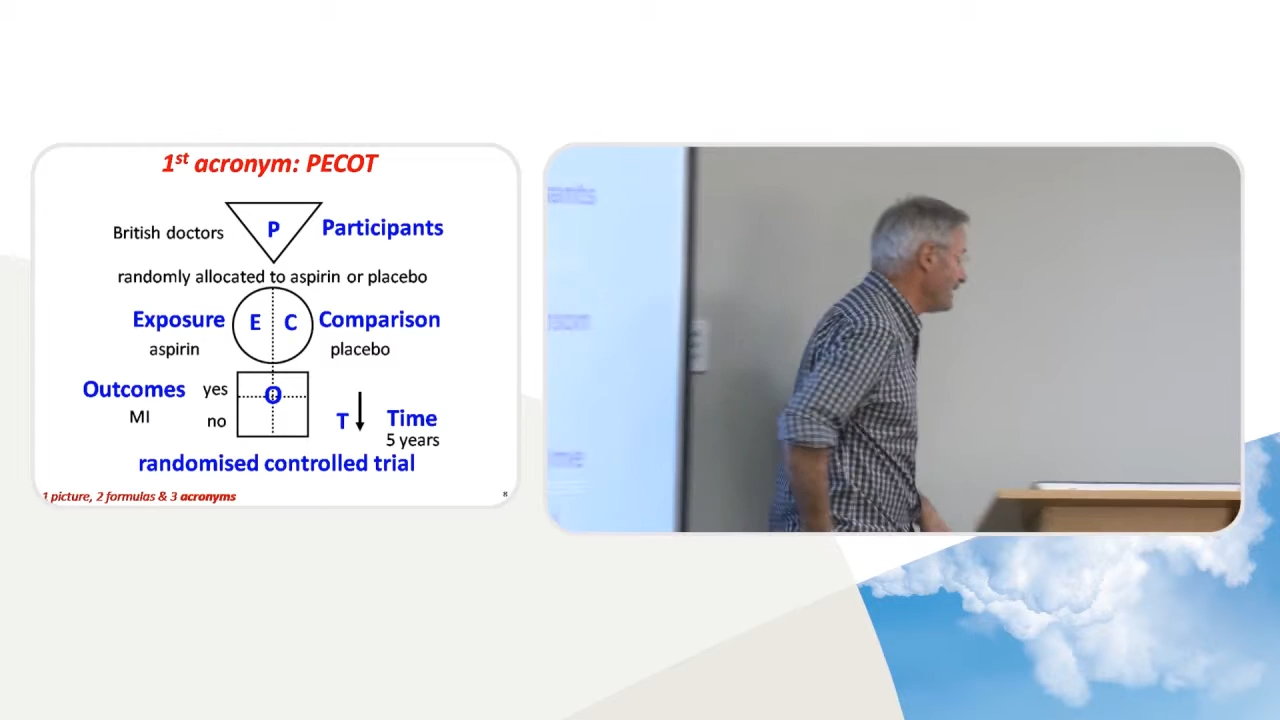 1st acronym: PECOT
British doctors P Participants
randomly allocated to aspirin or placebo
Exposure E C Comparison
aspirin placebo
Outcomes yes O
MI no T Time
5 years
randomised controlled trial
1 picture, 2 formulas & 3 acronyms 8